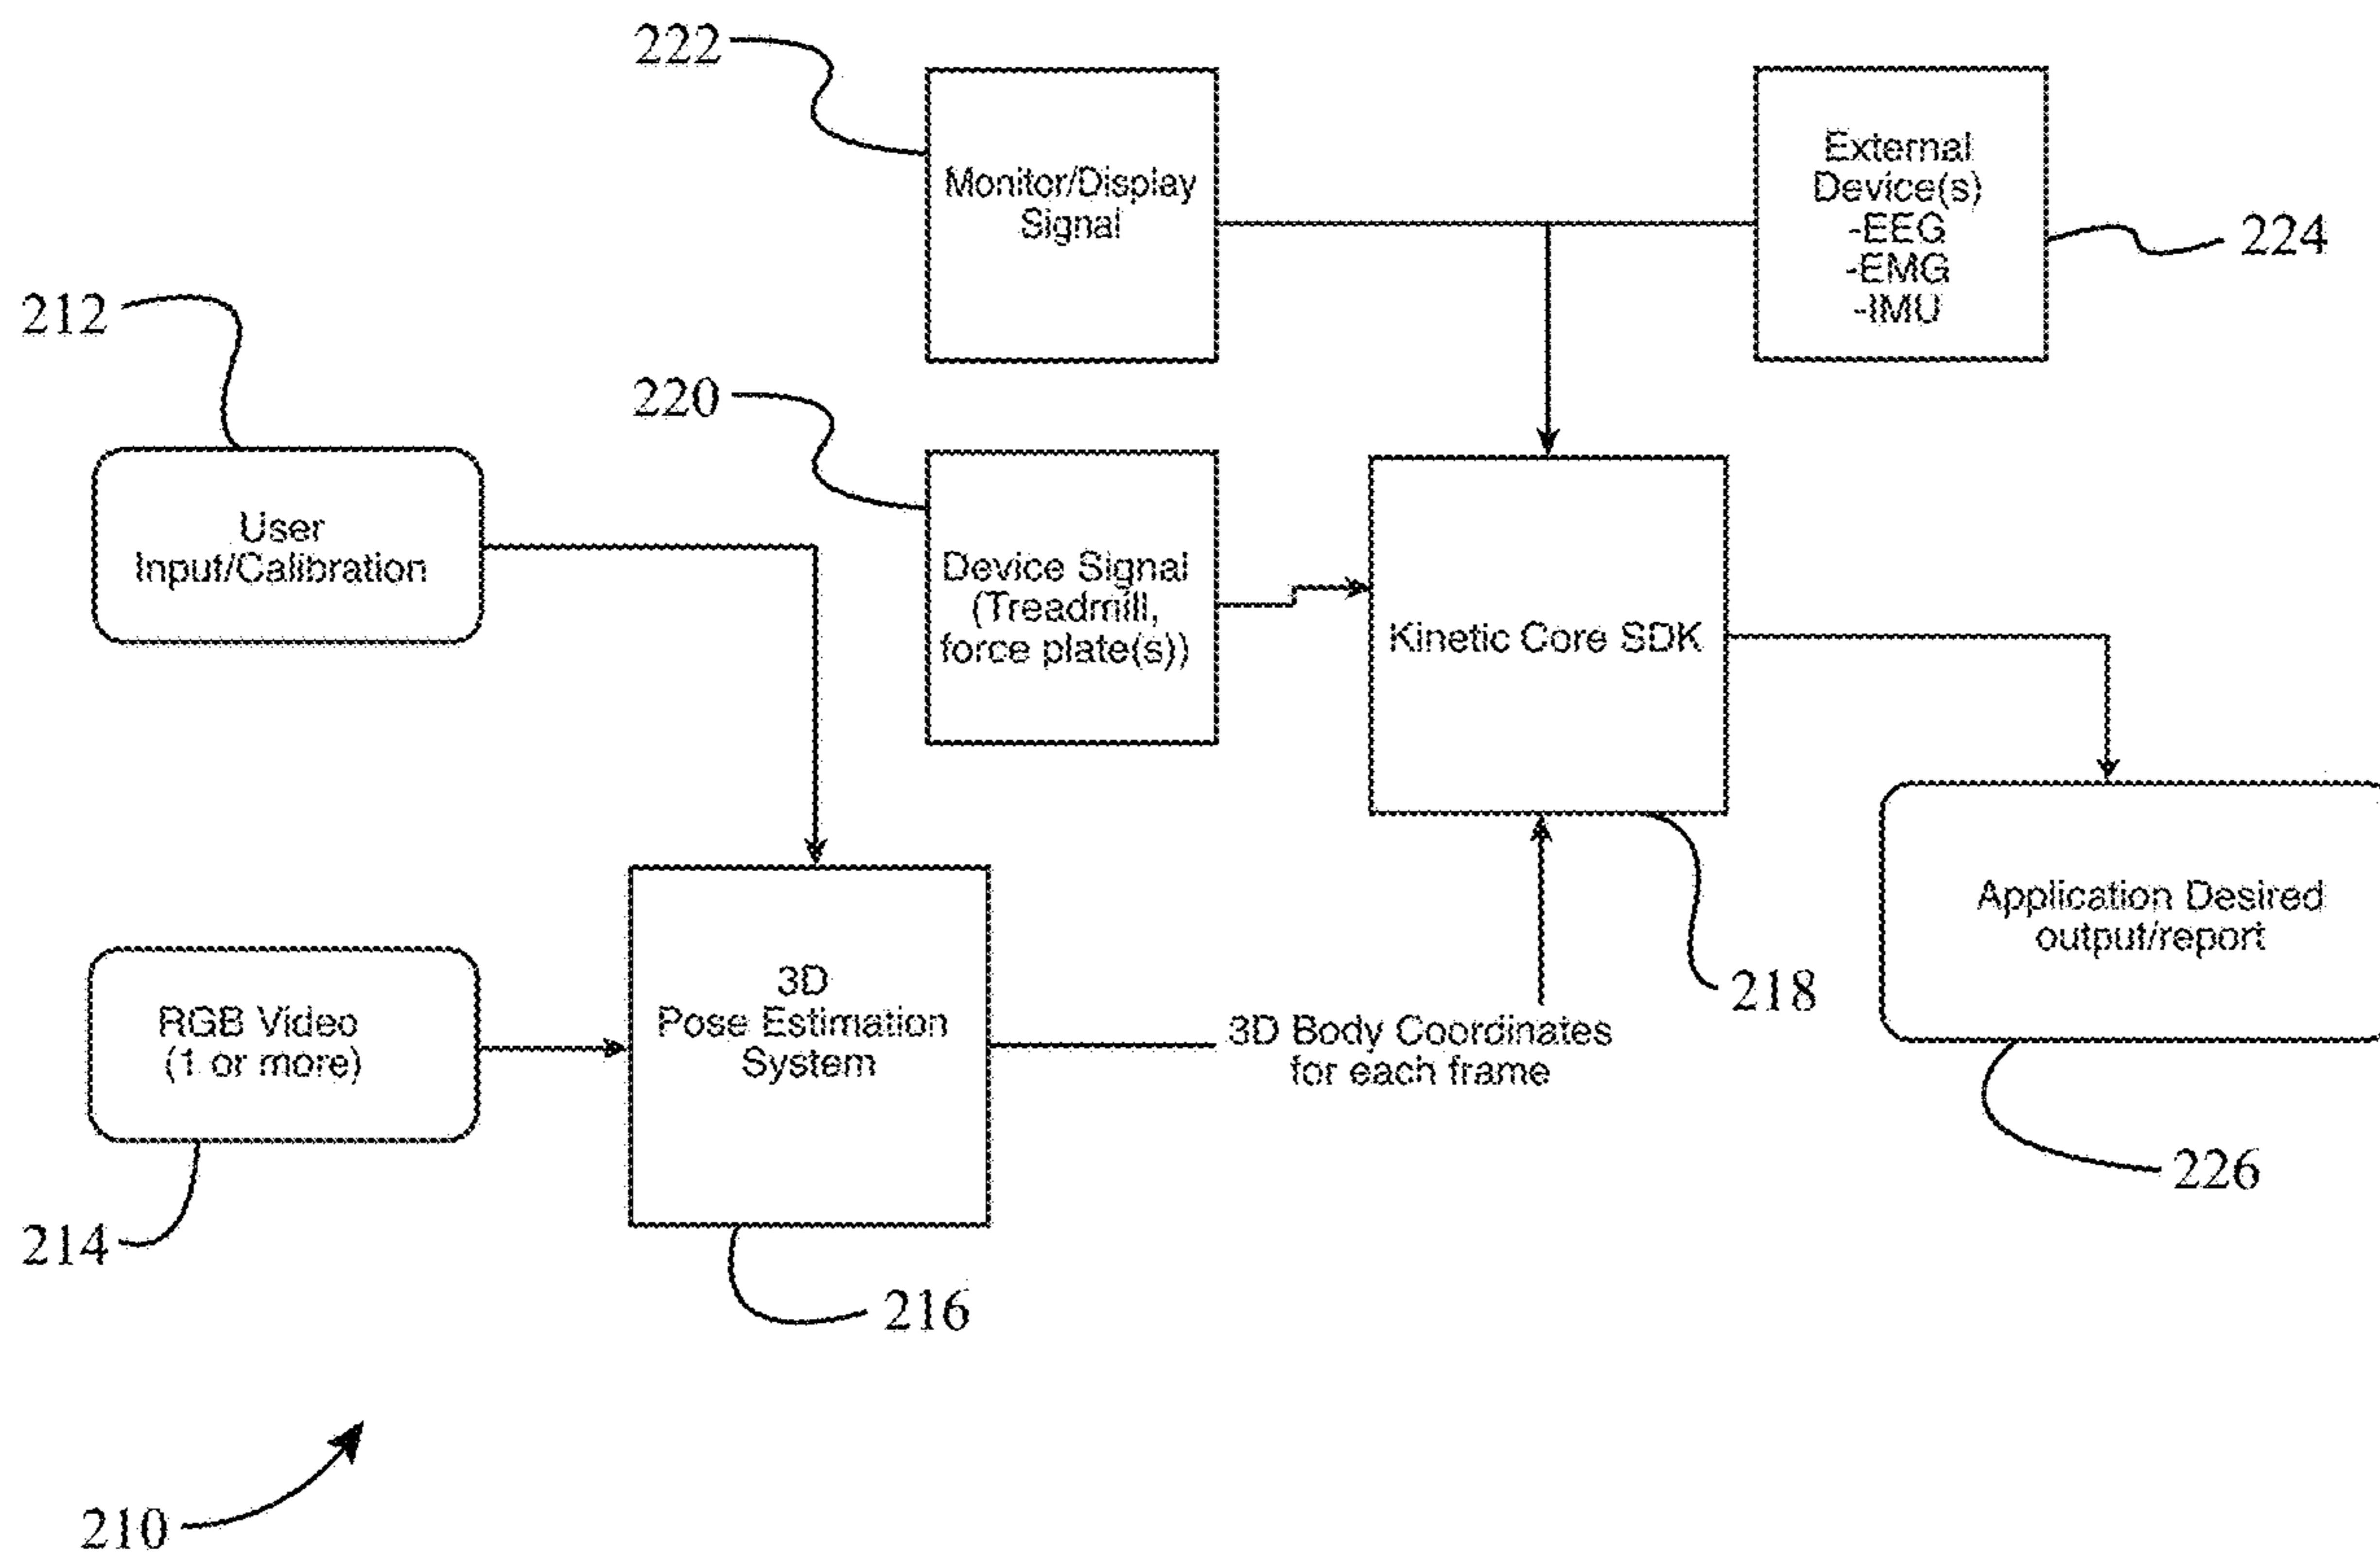 222
Monitor/Display
Signal
External
Device(s)
-EEG
-EMG
-IMU
224
212
User
Input/Calibration
220
Device Signal
(Treadmill,
force plate(s))
Kinetic Core SDK
218
Application Desired
output/report
226
RGB Video
(1 or more)
214
3D
Pose Estimation
System
216
3D Body Coordinates
for each frame
210